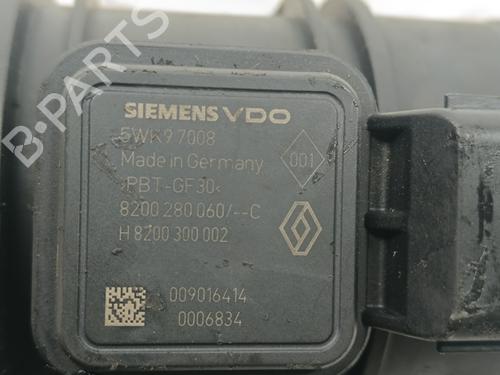 B-PARTS
SIEMENS VDO
5WK9 7008
Made in Germany
001
>PBT-GF30<
8200 280 060/--C
H 8200 300 002
009016414
0006834